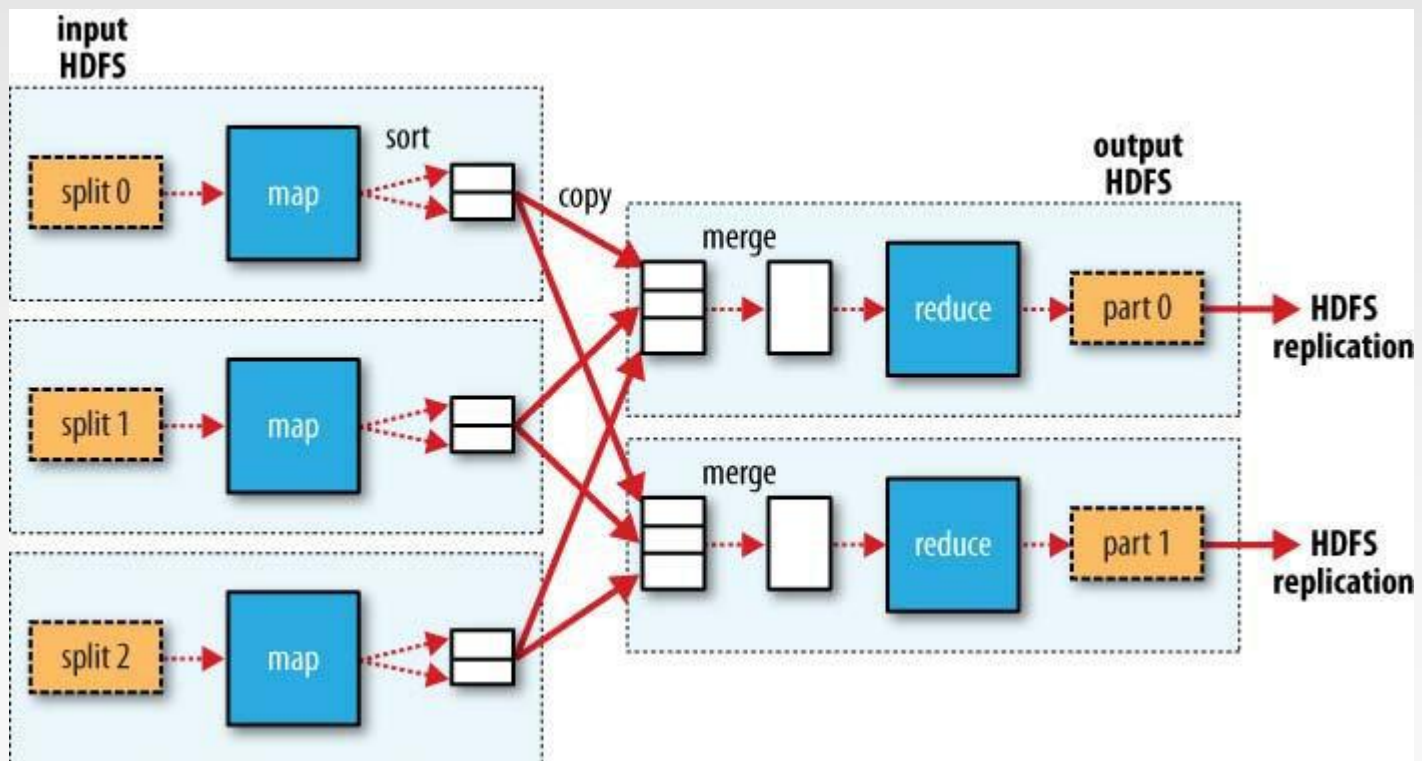 input
HDFS
sort
split 0
map
copy
output
HDFS
merge
reduce
part 0
HDFS
replication
split 1
map
merge
reduce
part 1
HDFS
replication
split 2
map